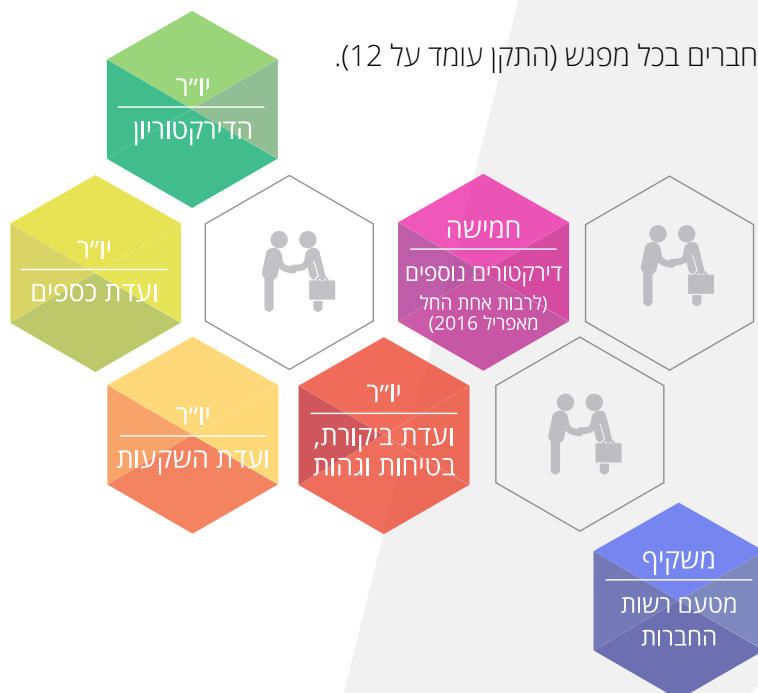 חברים בכל מפגש (התקן עומד על 12).
יו״ר
הדירקטוריון
יו״ר
ועדת כספים
חמישה
דירקטורים נוספים
(לרבות אחת החל
מאפריל 2016)
יו״ר
ועדת השקעות
יו״ר
ועדת ביקורת,
בטיחות וגהות
משקיף
מטעם רשות
החברות